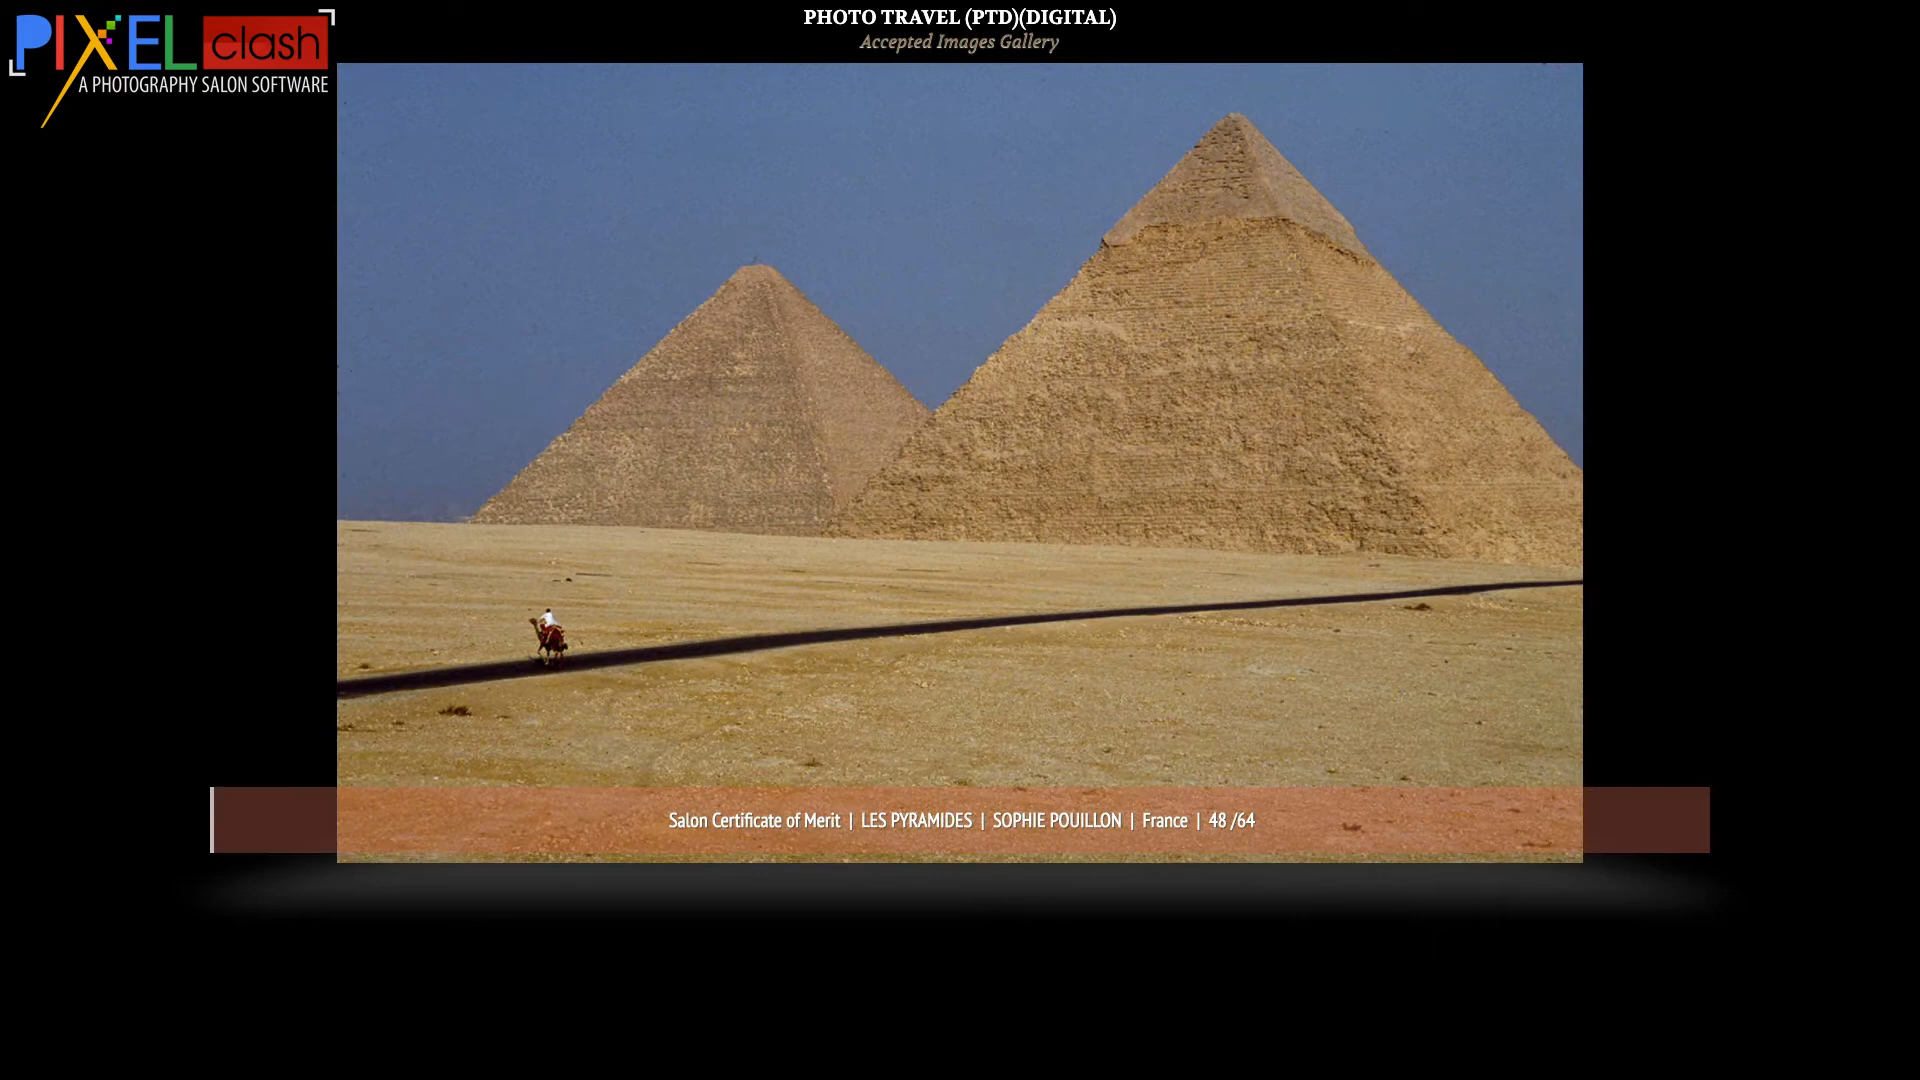 PIXEL clash
A PHOTOGRAPHY SALON SOFTWARE
PHOTO TRAVEL (PTD)(DIGITAL)
Accepted Images Gallery
Salon Certificate of Merit | LES PYRAMIDES | SOPHIE POUILLON | France | 48 /64